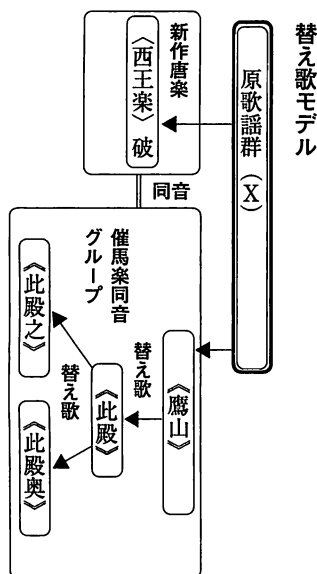 替え歌モデル
原歌謡群（X）
新作唐楽
〈西王楽〉破
同音
催馬楽同音
グループ
《鷹山》
替え歌
《此殿》
替え歌
《此殿之》
《此殿奥》